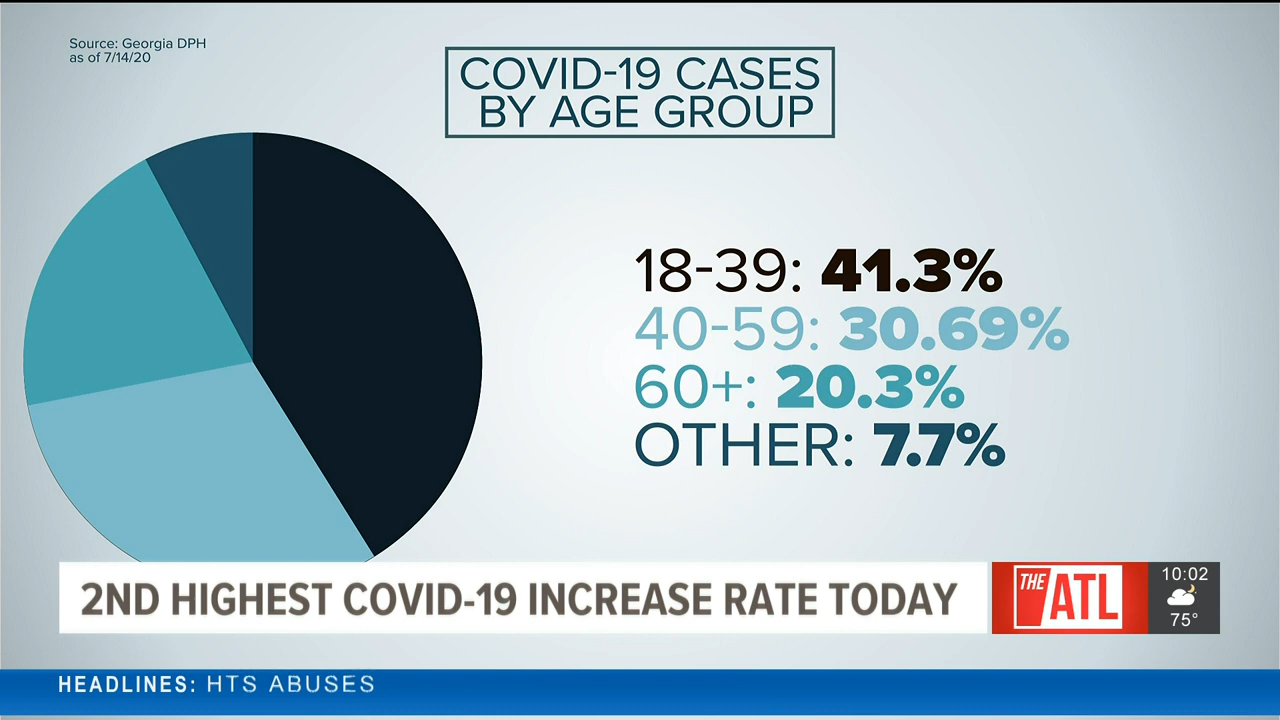 Source: Georgia DPH
as of 7/14/20
COVID-19 CASES
BY AGE GROUP
18-39: 41.3%
40-59: 30.69%
60+: 20.3%
OTHER: 7.7%
2ND HIGHEST COVID-19 INCREASE RATE TODAY
THE ATL
10:02
75°
HEADLINES: HTS ABUSES